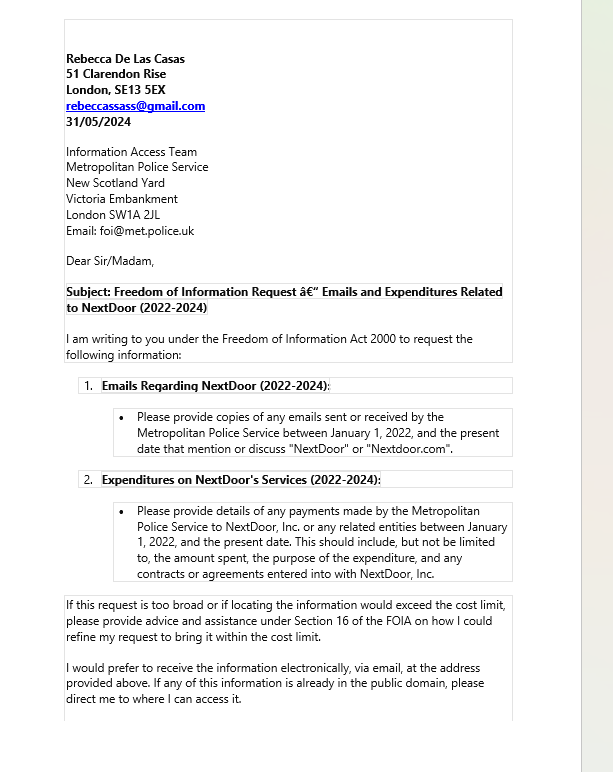 Rebecca De Las Casas
51 Clarendon Rise
London, SE13 5EX
rebeccassass@gmail.com
31/05/2024
Information Access Team
Metropolitan Police Service
New Scotland Yard
Victoria Embankment
London SW1A 2JL
Email: foi@met.police.uk
Dear Sir/Madam,
Subject: Freedom of Information Request â€“ Emails and Expenditures Related
to NextDoor (2022-2024)
I am writing to you under the Freedom of Information Act 2000 to request the
following information:
1. Emails Regarding NextDoor (2022-2024):
• Please provide copies of any emails sent or received by the
Metropolitan Police Service between January 1, 2022, and the present
date that mention or discuss "NextDoor" or "Nextdoor.com".
2. Expenditures on NextDoor's Services (2022-2024):
• Please provide details of any payments made by the Metropolitan
Police Service to NextDoor, Inc. or any related entities between January
1, 2022, and the present date. This should include, but not be limited
to, the amount spent, the purpose of the expenditure, and any
contracts or agreements entered into with NextDoor, Inc.
If this request is too broad or if locating the information would exceed the cost limit,
please provide advice and assistance under Section 16 of the FOIA on how I could
refine my request to bring it within the cost limit.
I would prefer to receive the information electronically, via email, at the address
provided above. If any of this information is already in the public domain, please
direct me to where I can access it.